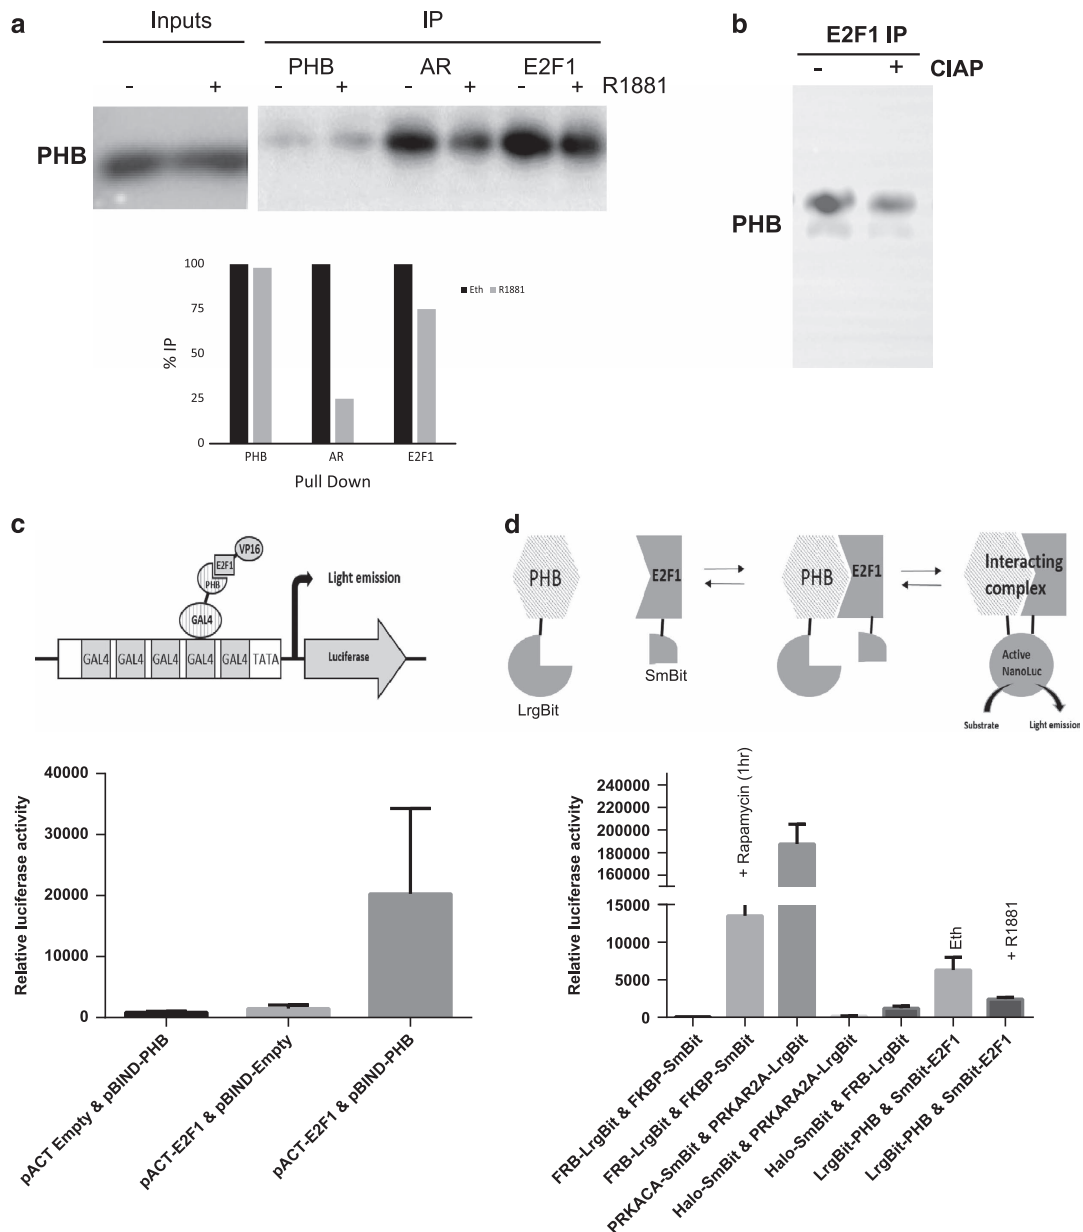 a
Inputs
IP
PHB AR E2F1
- + - + - + - + R1881
PHB
100
75
50
25
0
% IP
Eth R1881
PHB AR E2F1
Pull Down
b
E2F1 IP
- + CIAP
PHB
c
VP16
E2F1
PHB
GAL4
Light emission
GAL4 GAL4 GAL4 GAL4 GAL4 TATA
Luciferase
40000
30000
20000
10000
0
Relative luciferase activity
pACT Empty & pBIND-PHB
pACT-E2F1 & pBIND-Empty
pACT-E2F1 & pBIND-PHB
d
PHB E2F1 PHB E2F1 Interacting complex
SmBit
LrgBit
Active NanoLuc
Substrate Light emission
240000
220000
200000
180000
160000
15000
10000
5000
0
Relative luciferase activity
+ Rapamycin (1hr)
Eth
+ R1881
FRB-LrgBit & FKBP-SmBit
FRB-LrgBit & FKBP-SmBit
PRKACA-SmBit & PRKAR2A-LrgBit
Halo-SmBit & PRKARA2A-LrgBit
Halo-SmBit & FRB-LrgBit
LrgBit-PHB & SmBit-E2F1
LrgBit-PHB & SmBit-E2F1